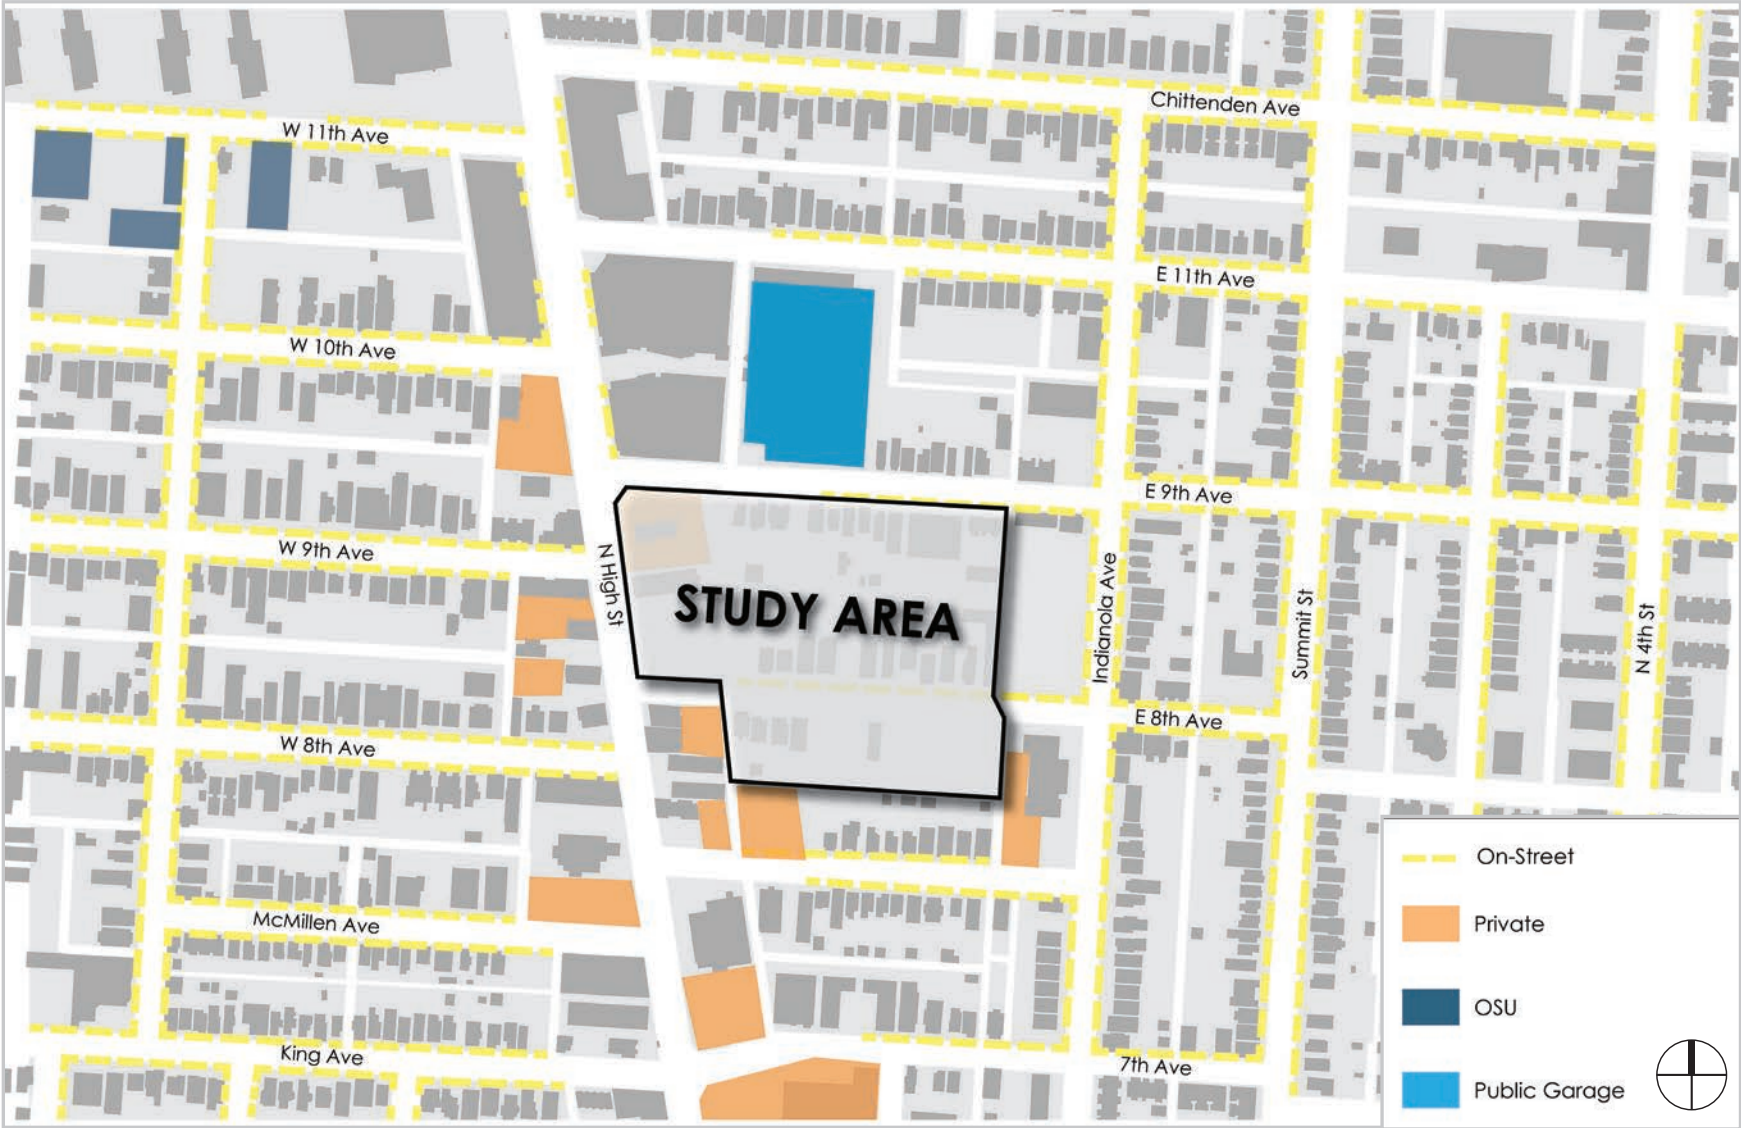 Chittenden Ave
W 11th Ave
E 11th Ave
W 10th Ave
E 9th Ave
W 9th Ave
N High St
STUDY AREA
Indianola Ave
Summit St
N 4th St
E 8th Ave
W 8th Ave
McMillen Ave
King Ave
7th Ave
On-Street
Private
OSU
Public Garage